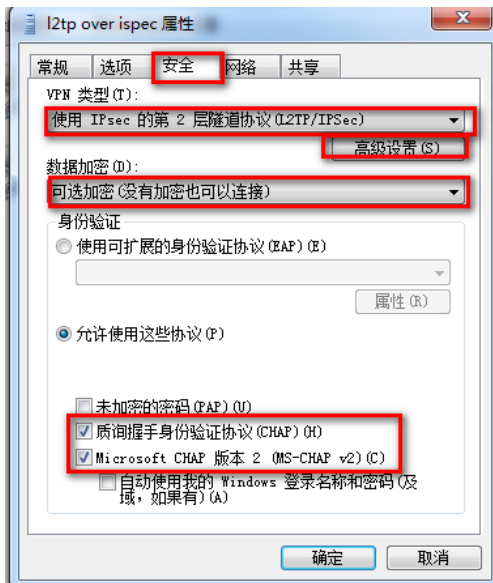 l2tp over ispec 属性
常规 选项 安全 网络 共享
VPN 类型(T):
使用 IPsec 的第 2 层隧道协议(L2TP/IPSec)
高级设置(S)
数据加密(D):
可选加密(没有加密也可以连接)
身份验证
使用可扩展的身份验证协议(EAP)(E)
属性(R)
允许使用这些协议(P)
未加密的密码(PAP)(U)
质询握手身份验证协议(CHAP)(H)
Microsoft CHAP 版本 2 (MS-CHAP v2)(C)
自动使用我的 Windows 登录名称和密码(及
域，如果有)(A)
确定 取消